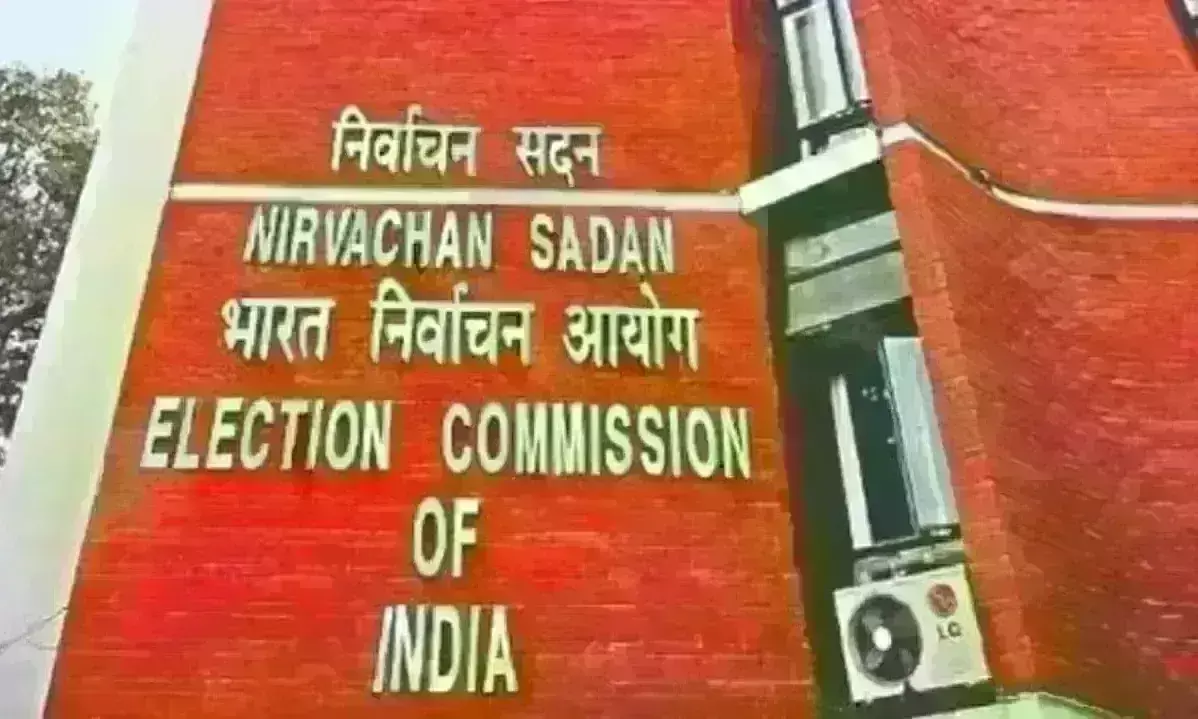 निर्वाचन सदन
NIRVACHAN SADAN
भारत निर्वाचन आयोग
ELECTION COMMISSION
OF
INDIA
LG